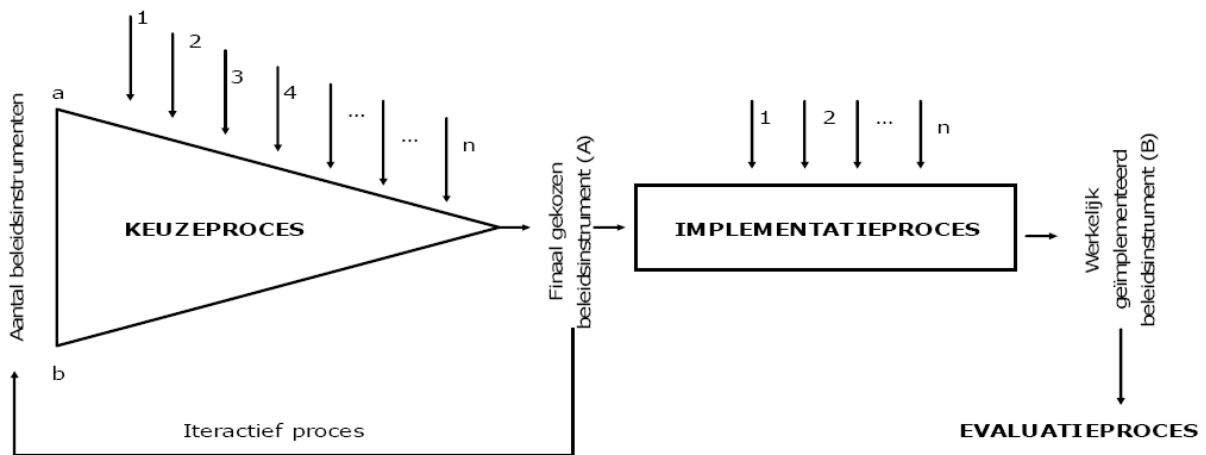 1
2
3
4
...
...
n
a
b
Aantal beleidsinstrumenten
KEUZEPROCES
Finaal gekozen
beleidsinstrument (A)
Iteractief proces
1
2
...
n
IMPLEMENTATIEPROCES
Werkelijk
geïmplementeerd
beleidsinstrument (B)
EVALUATIEPROCES